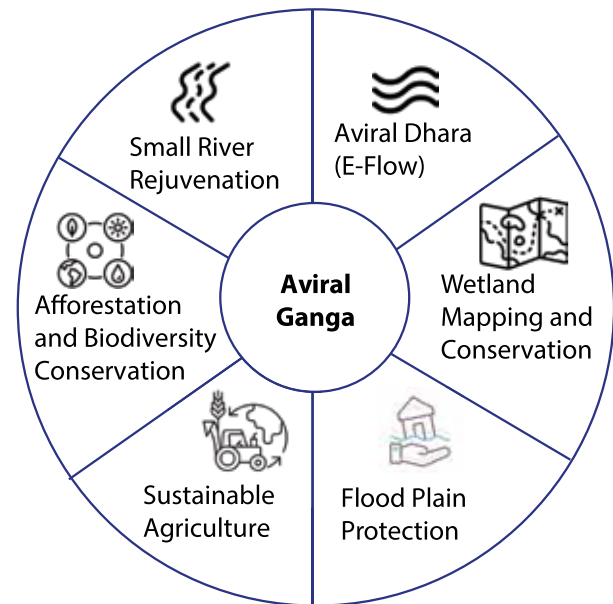 Small River
Rejuvenation
Aviral Dhara
(E-Flow)
Afforestation
and Biodiversity
Conservation
Aviral
Ganga
Wetland
Mapping and
Conservation
Sustainable
Agriculture
Flood Plain
Protection